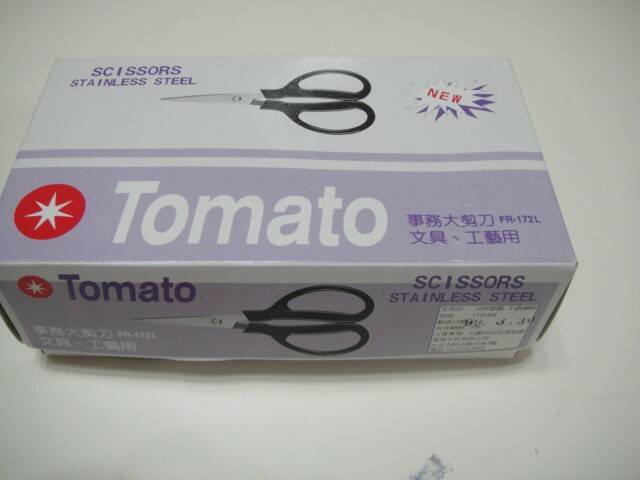 SCISSORS
STAINLESS STEEL
NEW
Tomato
事務大剪刀 FR-172L
文具、工藝用
Tomato
SCISSORS
STAINLESS STEEL
事務大剪刀 FR-172L
文具、工藝用
172MM